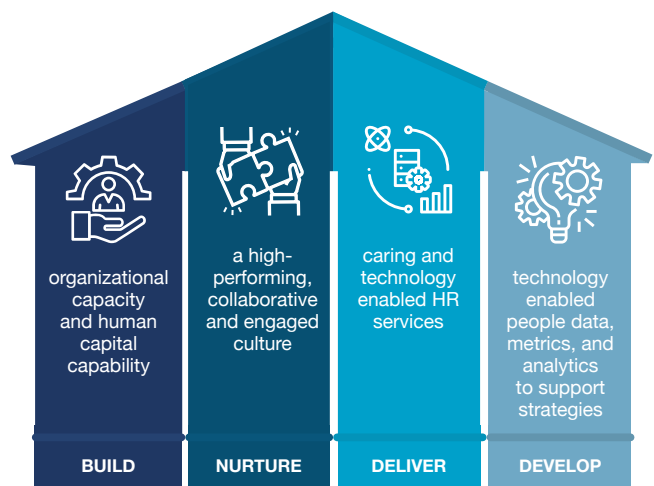 organizational
capacity
and human
capital
capability
BUILD
a high-
performing,
collaborative
and engaged
culture
NURTURE
caring and
technology
enabled HR
services
DELIVER
technology
enabled
people data,
metrics, and
analytics
to support
strategies
DEVELOP